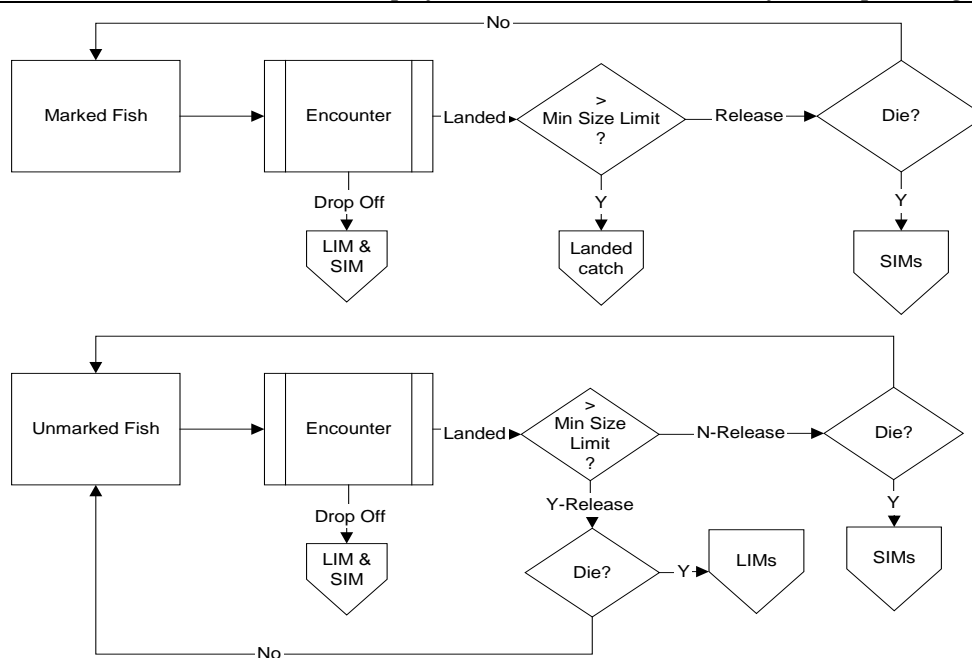 No
Marked Fish
Encounter
Landed
>
Min Size Limit
?
Release
Die?
Drop Off
Y
Y
LIM &
SIM
Landed
catch
SIMs
Unmarked Fish
Encounter
Landed
>
Min Size
Limit
?
N-Release
Die?
Drop Off
Y-Release
Y
LIM &
SIM
Die?
Y
LIMs
SIMs
No